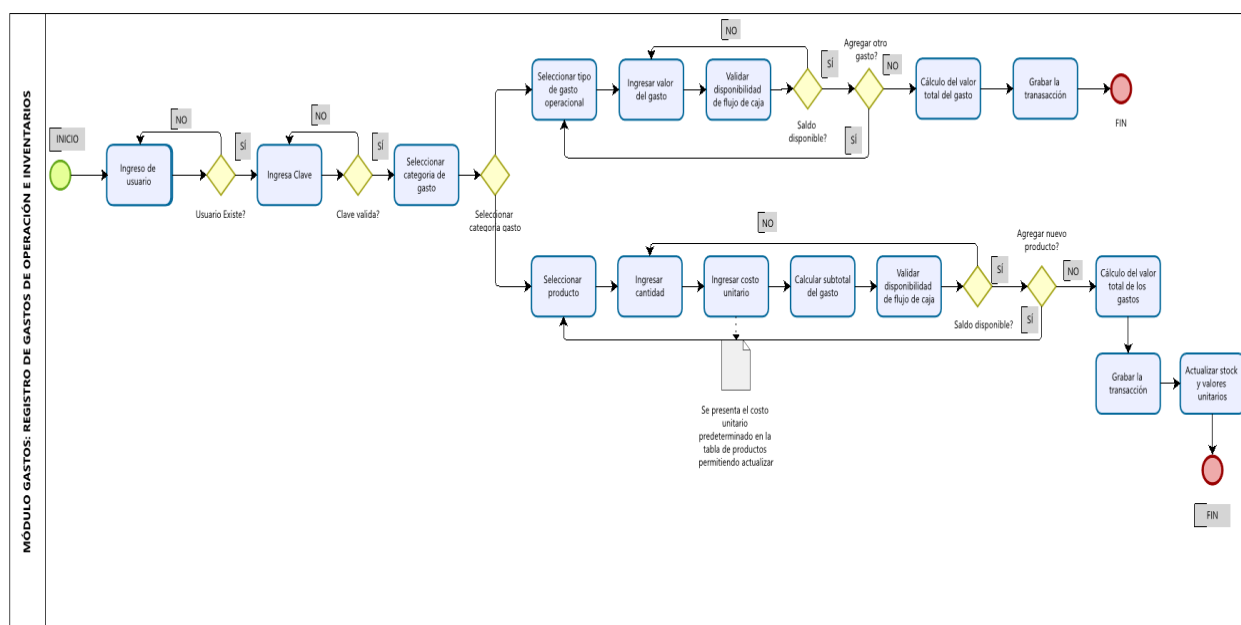 MÓDULO GASTOS: REGISTRO DE GASTOS DE OPERACIÓN E INVENTARIOS
INICIO
Ingreso de
usuario
NO
SÍ
Usuario Existe?
Ingresa Clave
NO
SÍ
Clave valida?
Seleccionar
categoria de
gasto
Seleccionar
categoria gasto
Seleccionar tipo
de gasto
operacional
Ingresar valor
del gasto
Validar
disponibilidad
de flujo de caja
NO
SÍ
Saldo
disponible?
Agregar otro
gasto?
NO
SÍ
Cálculo del valor
total del gasto
Grabar la
transasacción
FIN
Seleccionar
producto
Ingresar
cantidad
Ingresar costo
unitario
Calcular subtotal
del gasto
Validar
disponibilidad
de flujo de caja
NO
SÍ
Saldo disponible?
Agregar nuevo
producto?
NO
SÍ
Cálculo del valor
total de los
gastos
Se presenta el costo
unitario
predeterminado en la
tabla de productos
permitiendo actualizar
Grabar la
transacción
Actualizar stock
y valores
unitarios
FIN